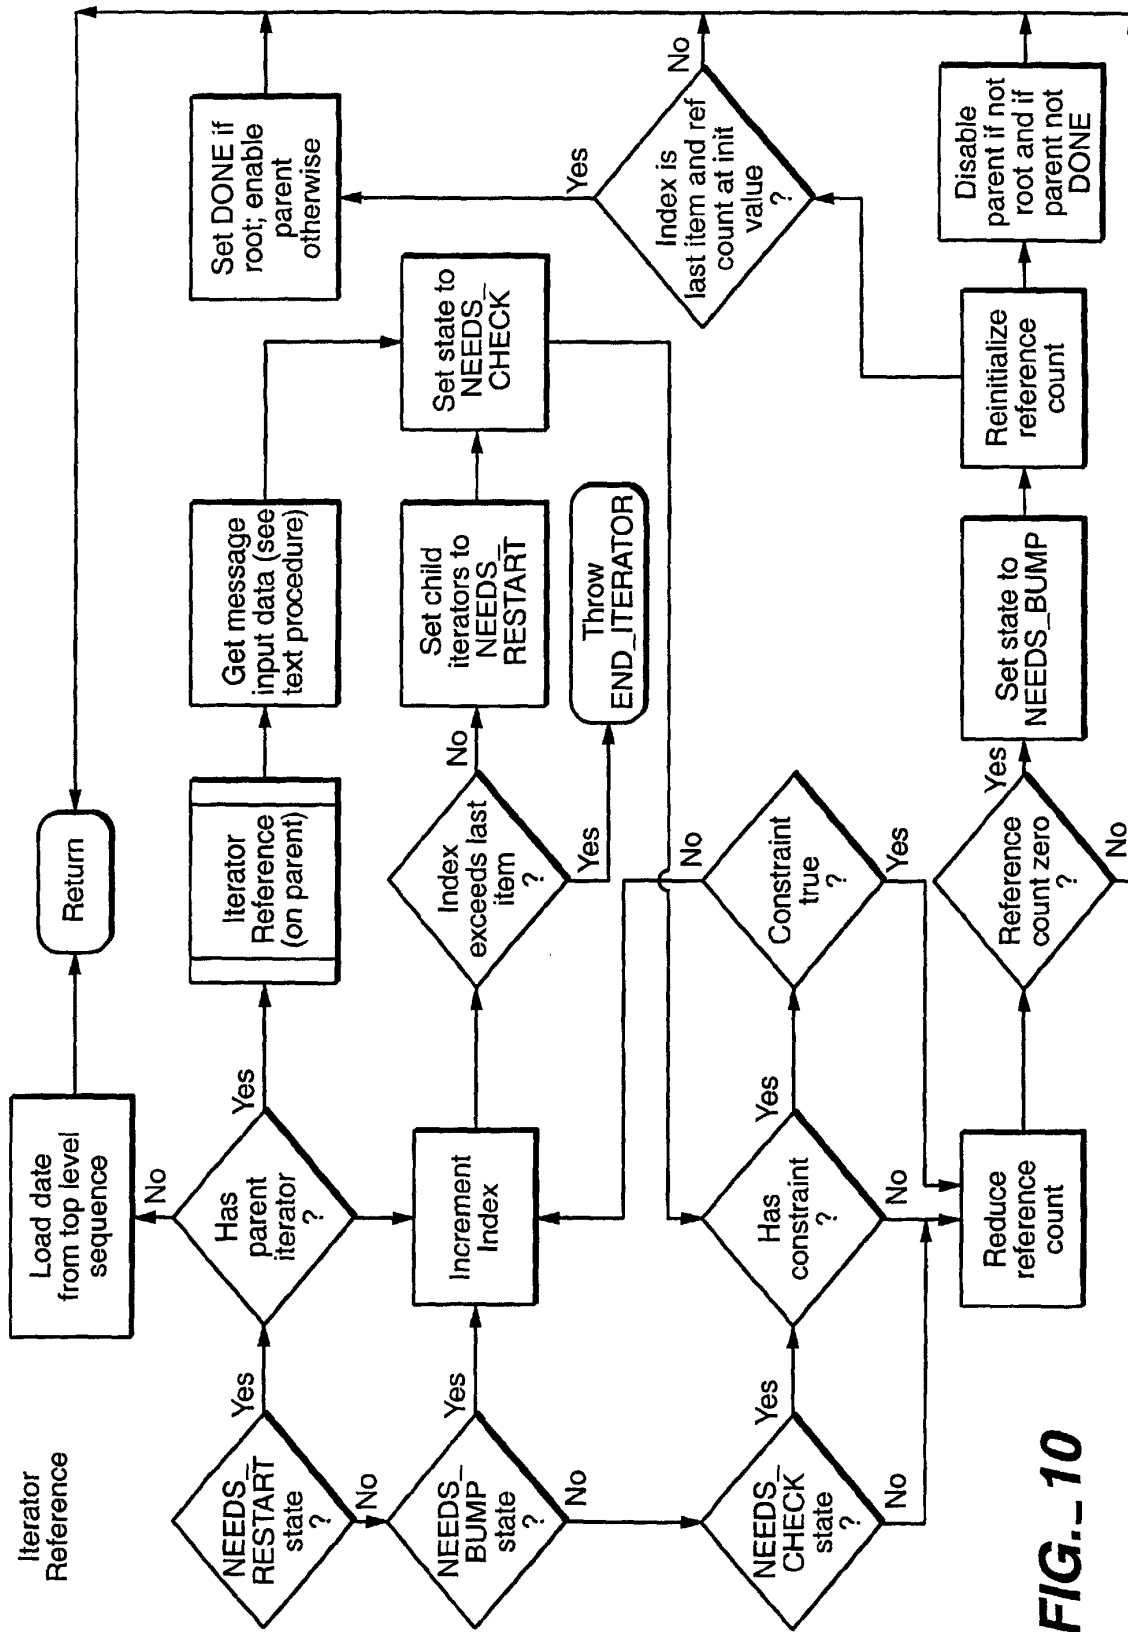 Iterator
Reference
Load date
from top level
sequence
Return
No
NEEDS_
RESTART
state
?
Yes
Has
parent
iterator
?
Yes
Iterator
Reference
(on parent)
Get message
input data (see
text procedure)
Set DONE if
root; enable
parent
otherwise
No
NEEDS_
BUMP
state
?
Yes
Increment
Index
Index
exceeds last
item
?
No
Set child
iterators to
NEEDS_
RESTART
Set state to
NEEDS_
CHECK
Yes
Yes
Throw
END_ITERATOR
No
No
NEEDS_
CHECK
state
?
Yes
Has
constraint
?
Yes
Constraint
true
?
Index is
last item and ref
count at init
value
?
No
No
No
Yes
Reduce
reference
count
Reference
count zero
?
Yes
Set state to
NEEDS_BUMP
Reinitialize
reference
count
Disable
parent if not
root and if
parent not
DONE
No
FIG._10